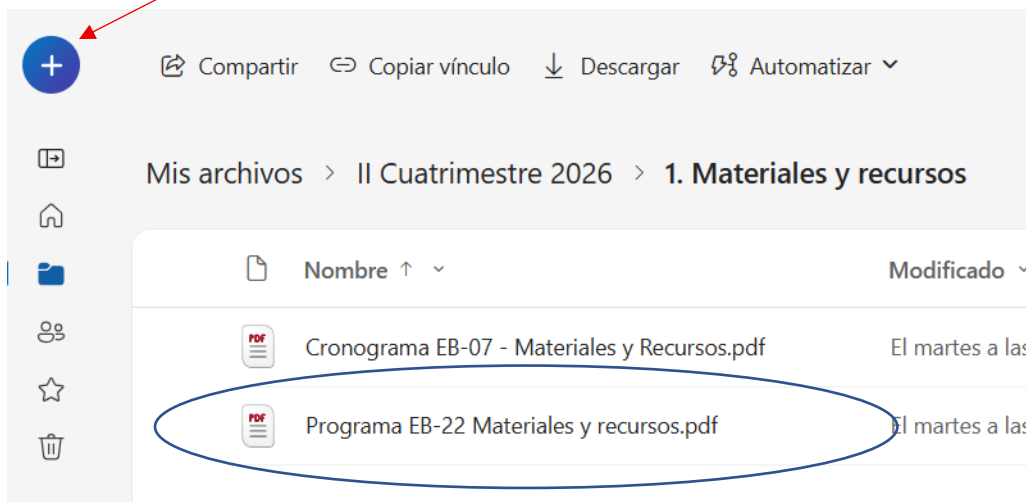 Compartir Copiar vínculo Descargar Automatizar
Mis archivos > II Cuatrimestre 2026 > 1. Materiales y recursos
Nombre ↑ Modificado
PDF Cronograma EB-07 - Materiales y Recursos.pdf El martes a las
PDF Programa EB-22 Materiales y recursos.pdf El martes a las